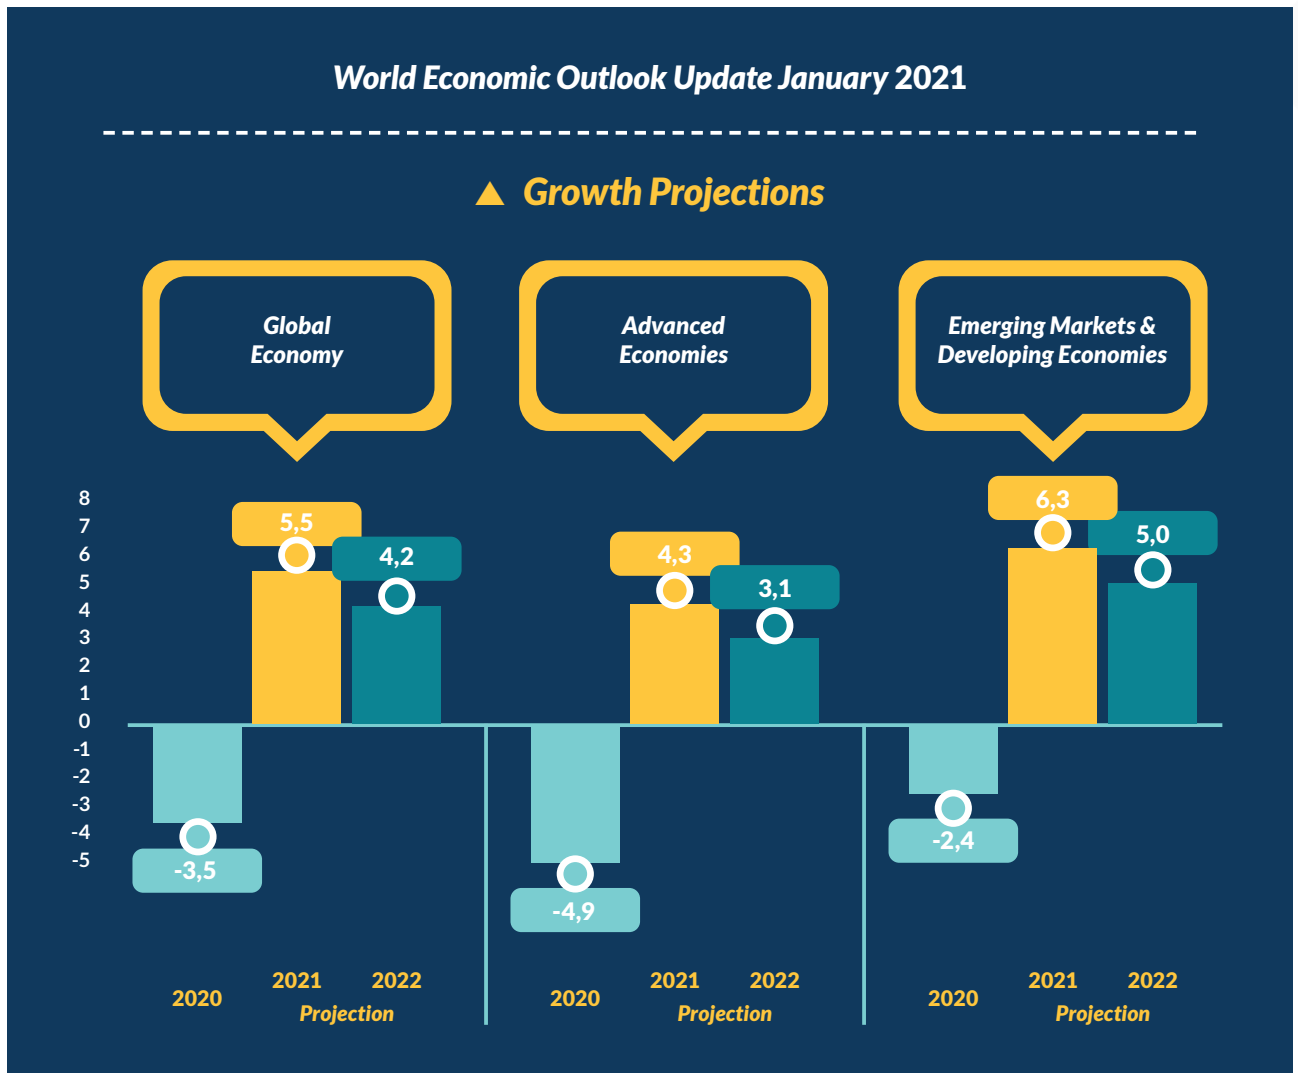 World Economic Outlook Update January 2021
Growth Projections
Global
Economy
Advanced
Economies
Emerging Markets &
Developing Economies
8
7
6
5
4
3
2
1
0
-1
-2
-3
-4
-5
5,5
4,2
-3,5
4,3
3,1
-4,9
6,3
5,0
-2,4
2020
2021
2022
Projection
2020
2021
2022
Projection
2020
2021
2022
Projection